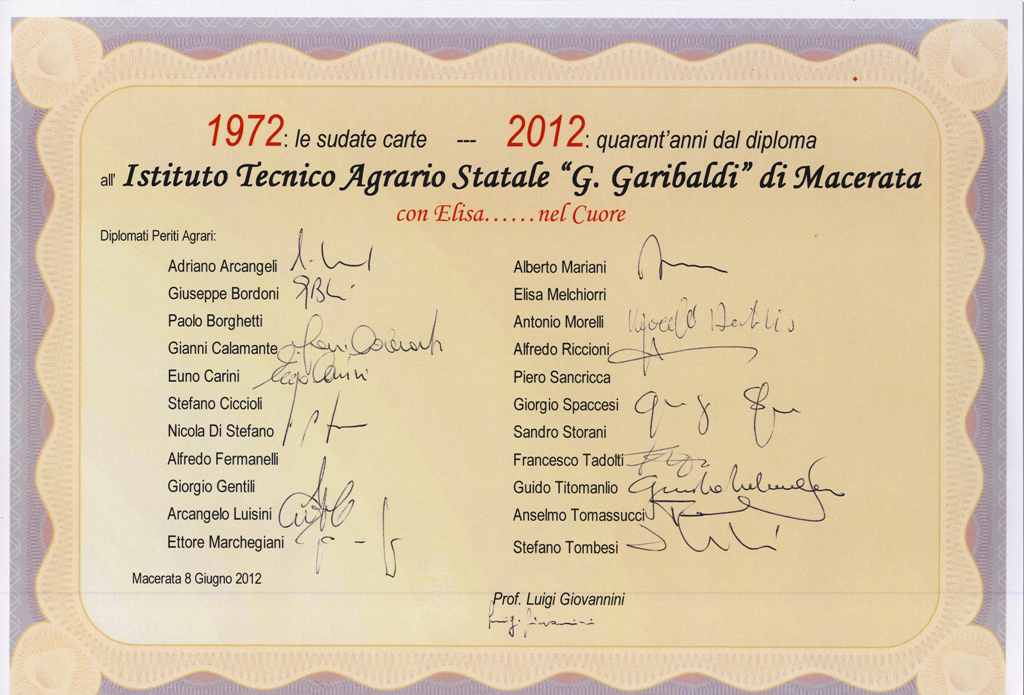 1972: le sudate carte --- 2012: quarant'anni dal diploma
all' Istituto Tecnico Agrario Statale “G. Garibaldi” di Macerata
con Elisa......nel Cuore
Diplomati Periti Agrari:
Adriano Arcangeli
Giuseppe Bordoni
Paolo Borghetti
Gianni Calamante
Euno Carini
Stefano Ciccioli
Nicola Di Stefano
Alfredo Fermanelli
Giorgio Gentili
Arcangelo Luisini
Ettore Marchegiani
Alberto Mariani
Elisa Melchiorri
Antonio Morelli
Alfredo Riccioni
Piero Sancricca
Giorgio Spaccesi
Sandro Storani
Francesco Tadolti
Guido Titomanlio
Anselmo Tomassucci
Stefano Tombesi
Macerata 8 Giugno 2012
Prof. Luigi Giovannini
Luigi Giovannini